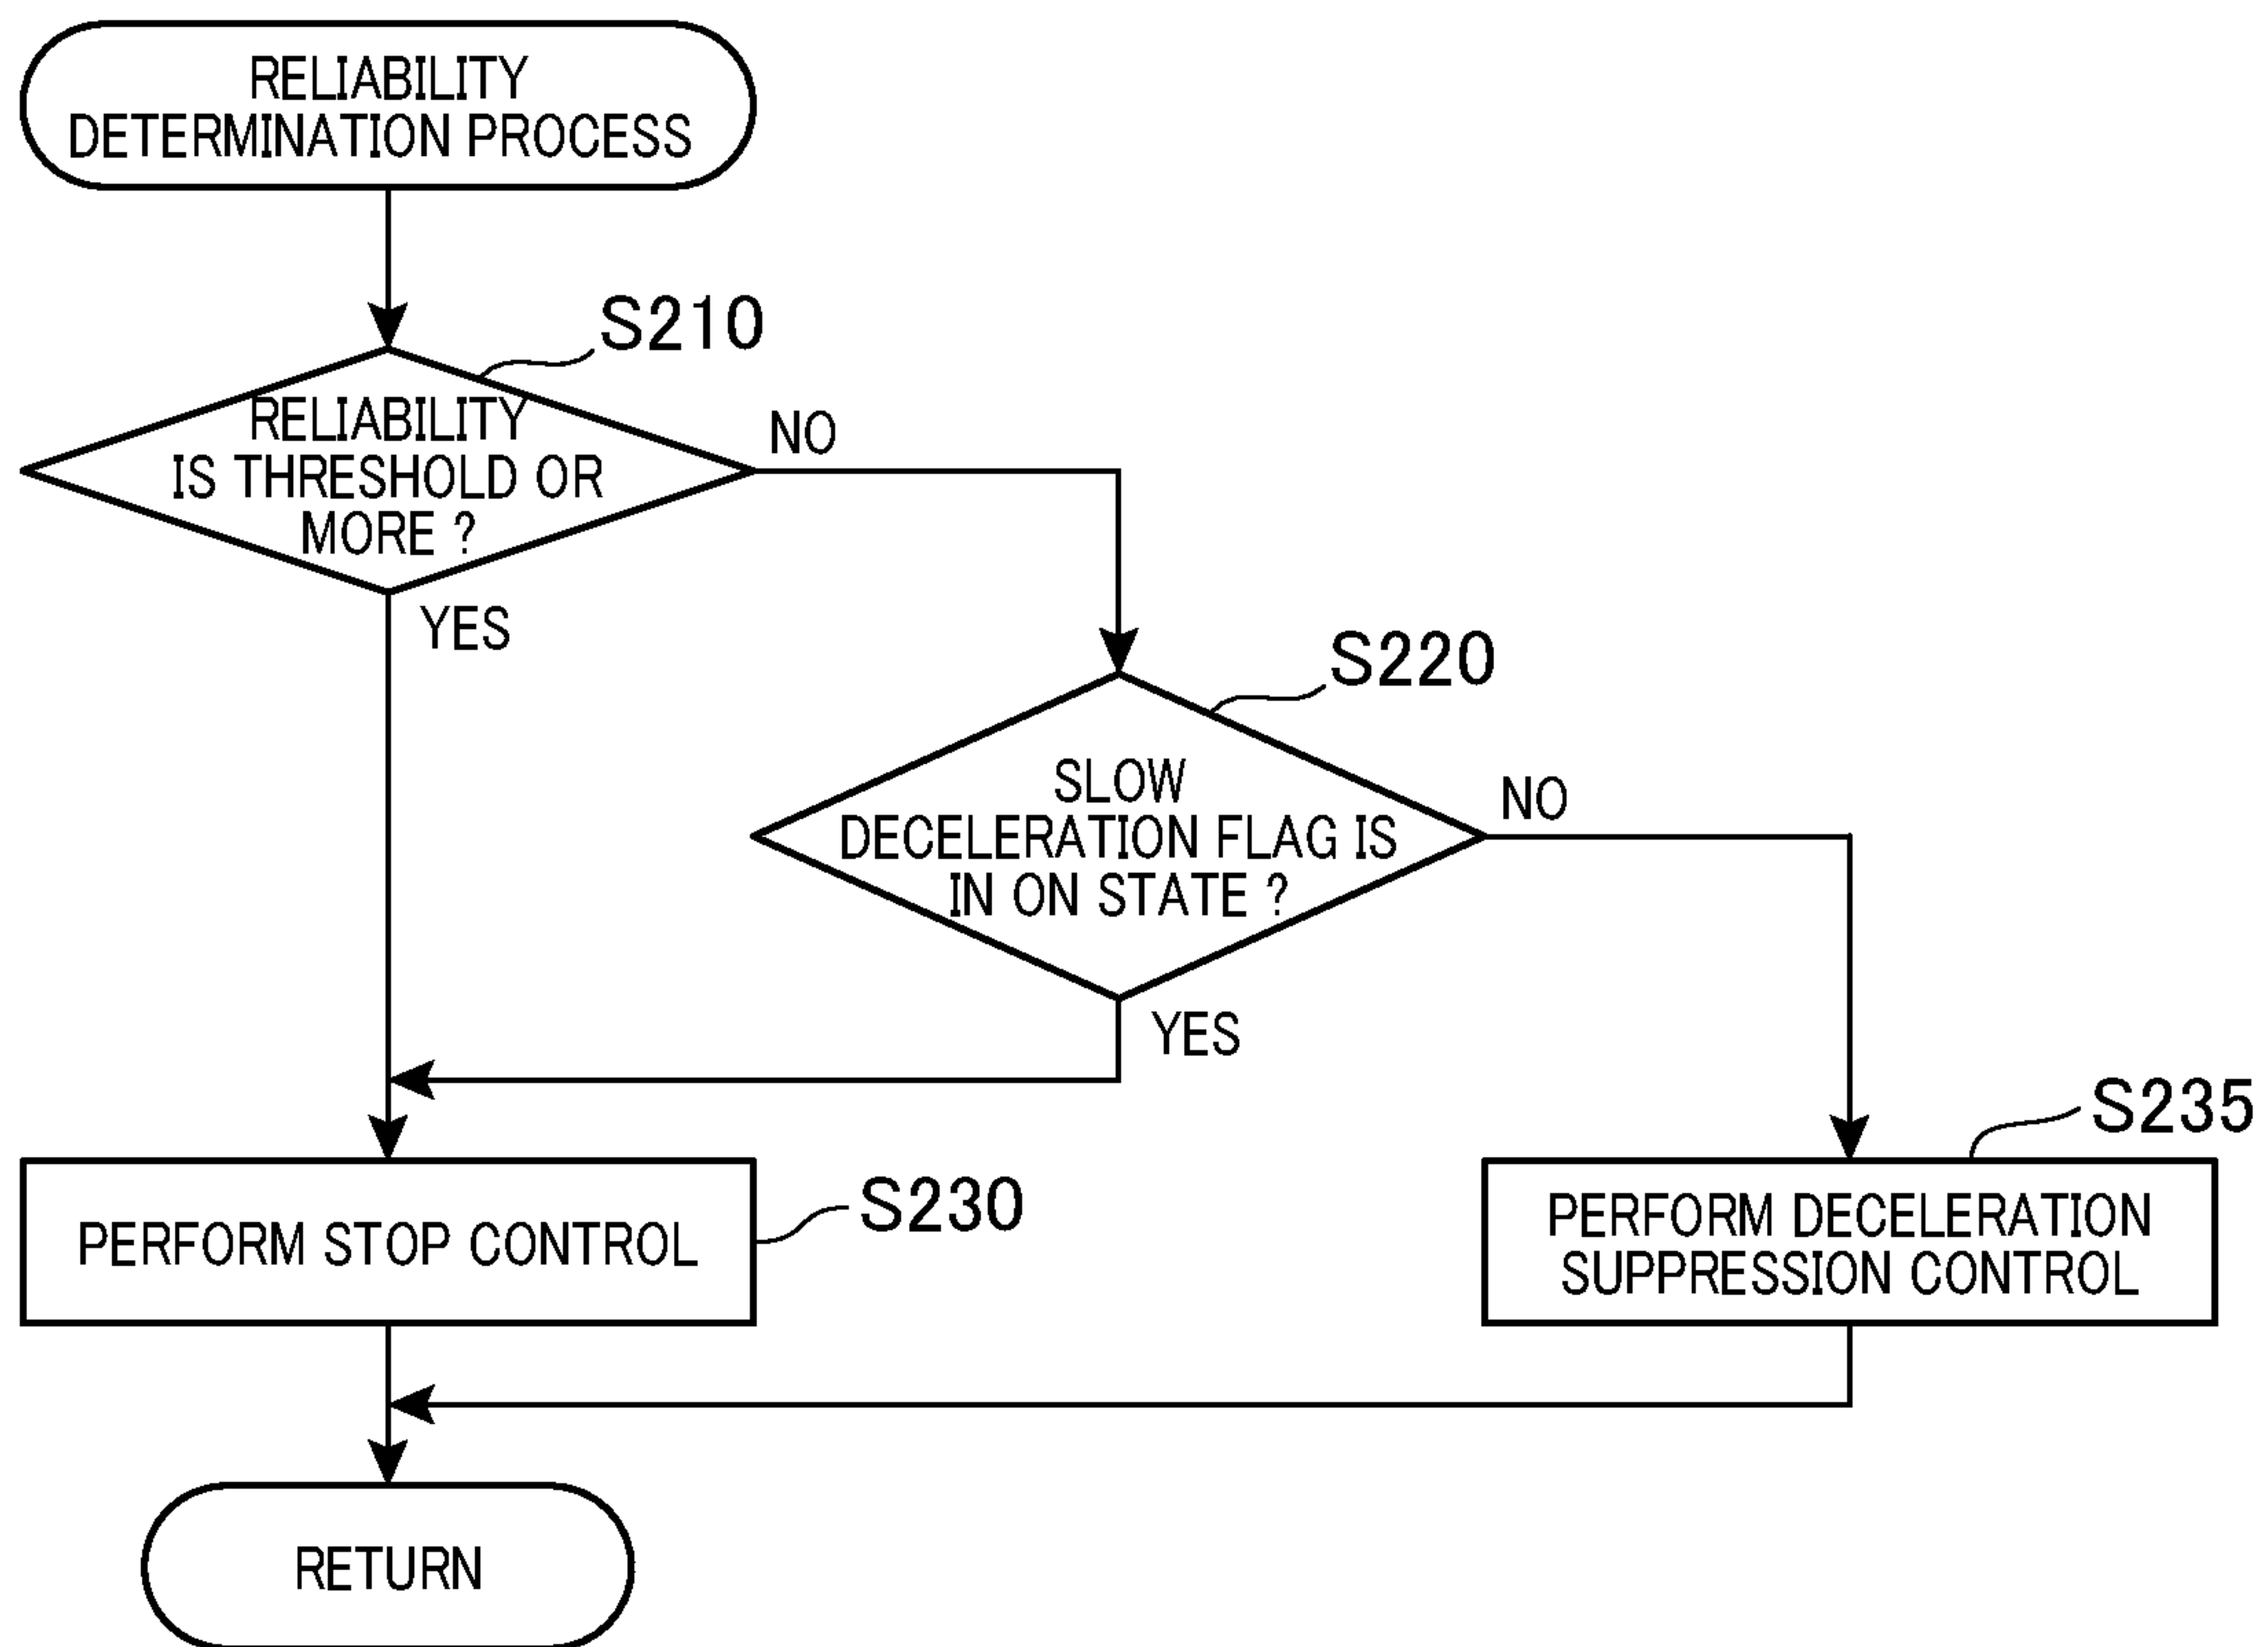 RELIABILITY
DETERMINATION PROCESS
S210
RELIABILITY
IS THRESHOLD OR
MORE ?
NO
YES
S220
SLOW
DECELERATION FLAG IS
IN ON STATE ?
NO
YES
S235
PERFORM STOP CONTROL
S230
PERFORM DECELERATION
SUPPRESSION CONTROL
RETURN